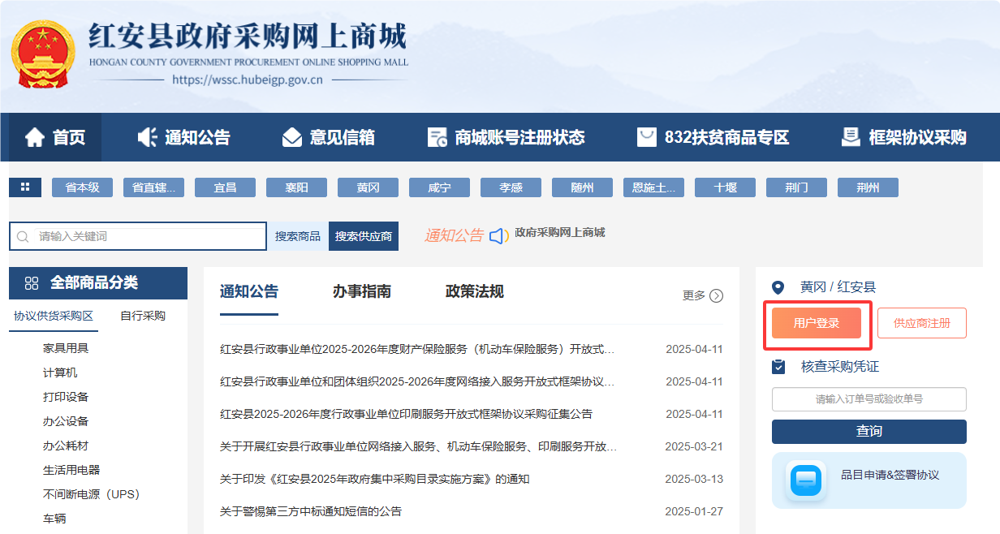 红安县政府采购网上商城
HONGAN COUNTY GOVERNMENT PROCUREMENT ONLINE SHOPPING MALL
https://wssc.hubeigp.gov.cn
首页 通知公告 意见信箱 商城账号注册状态 832扶贫商品专区 框架协议采购
省本级 省直辖... 宜昌 襄阳 黄冈 咸宁 孝感 随州 恩施土... 十堰 荆门 荆州
请输入关键词 搜索商品 搜索供应商 通知公告 政府采购网上商城
全部商品分类
协议供货采购区 自行采购
家具用具
计算机
打印设备
办公设备
办公耗材
生活用电器
不间断电源（UPS）
车辆
通知公告 办事指南 政策法规 更多
红安县行政事业单位2025-2026年度财产保险服务（机动车保险服务）开放式... 2025-04-11
红安县行政事业单位和团体组织2025-2026年度网络接入服务开放式框架协议... 2025-04-11
红安县2025-2026年度行政事业单位印刷服务开放式框架协议采购征集公告 2025-04-11
关于开展红安县行政事业单位网络接入服务、机动车保险服务、印刷服务开放... 2025-03-21
关于印发《红安县2025年政府集中采购目录实施方案》的通知 2025-03-13
关于警惕第三方中标通知短信的公告 2025-01-27
黄冈 / 红安县
用户登录 供应商注册
核查采购凭证
请输入订单号或验收单号
查询
品目申请&签署协议